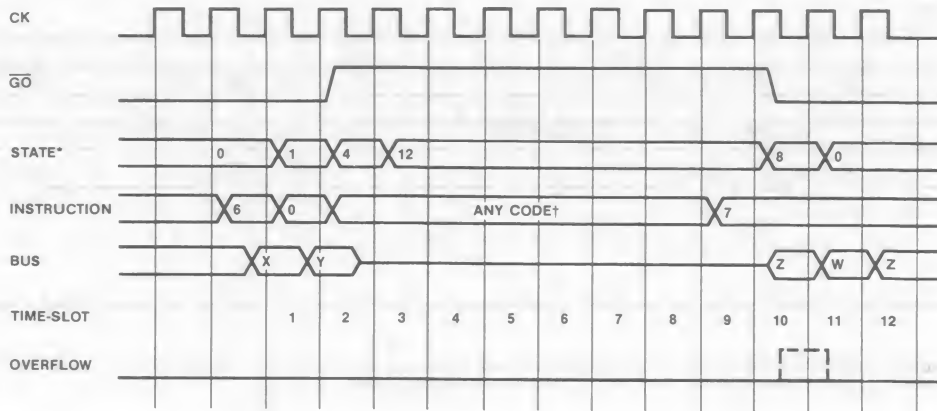 CK
G̅O̅
STATE* 0 1 4 12 8 0
INSTRUCTION 6 0 ANY CODE† 7
BUS X Y Z W Z
TIME-SLOT 1 2 3 4 5 6 7 8 9 10 11 12
OVERFLOW